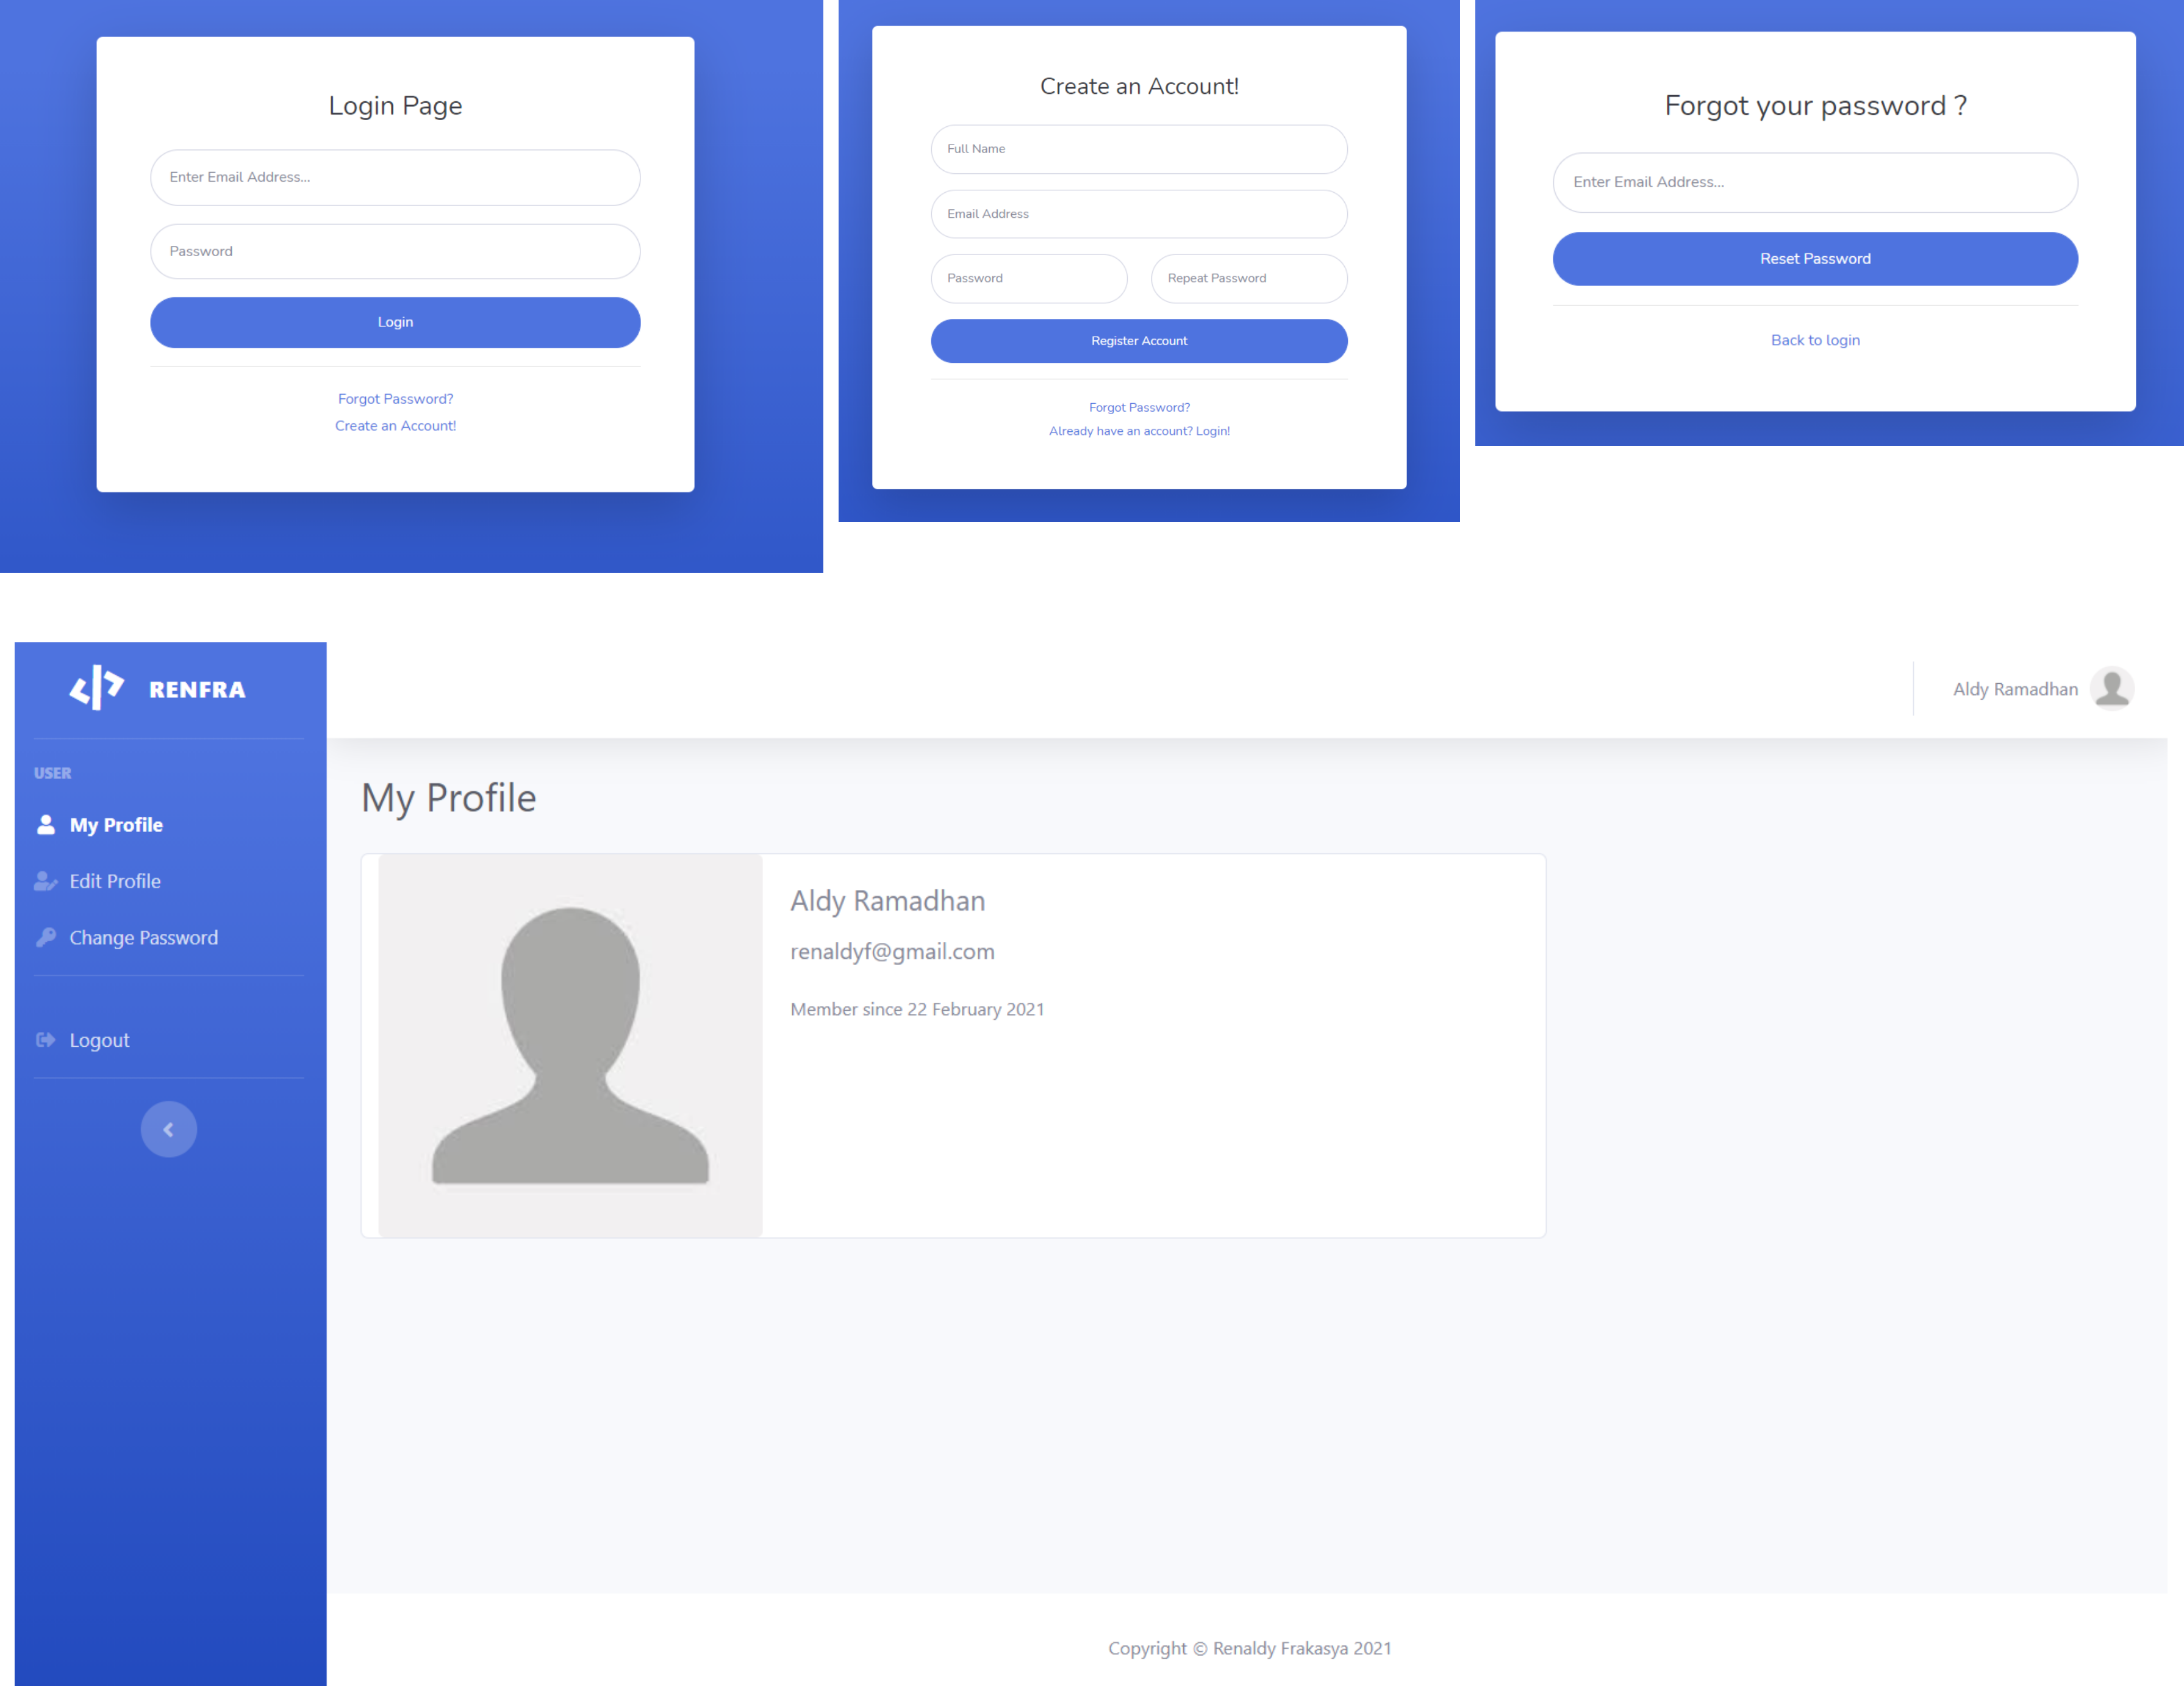 Login Page
Enter Email Address...
Password
Login
Forgot Password?
Create an Account!
Create an Account!
Full Name
Email Address
Password Repeat Password
Register Account
Forgot Password?
Already have an account? Login!
Forgot your password ?
Enter Email Address...
Reset Password
Back to login
RENFRA
USER
My Profile
Edit Profile
Change Password
Logout
Aldy Ramadhan
My Profile
Aldy Ramadhan
renaldyf@gmail.com
Member since 22 February 2021
Copyright © Renaldy Frakasya 2021